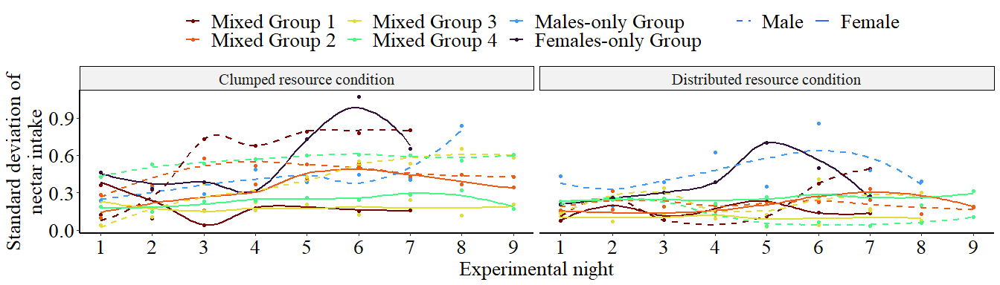 Mixed Group 1 Mixed Group 3 Males-only Group Male Female
Mixed Group 2 Mixed Group 4 Females-only Group
Clumped resource condition Distributed resource condition
Standard deviation of
nectar intake
0.9
0.6
0.3
0.0
1 2 3 4 5 6 7 8 9 1 2 3 4 5 6 7 8 9
Experimental night